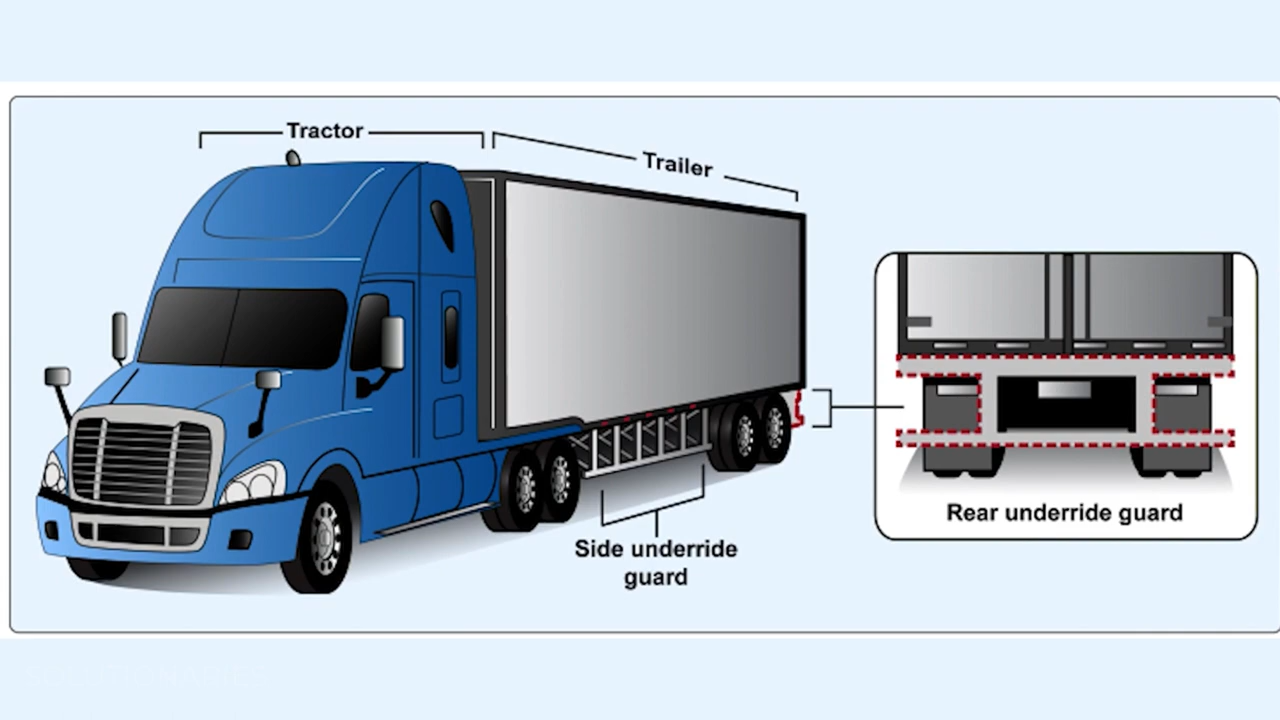 Tractor
Trailer
Side underride
guard
Rear underride guard